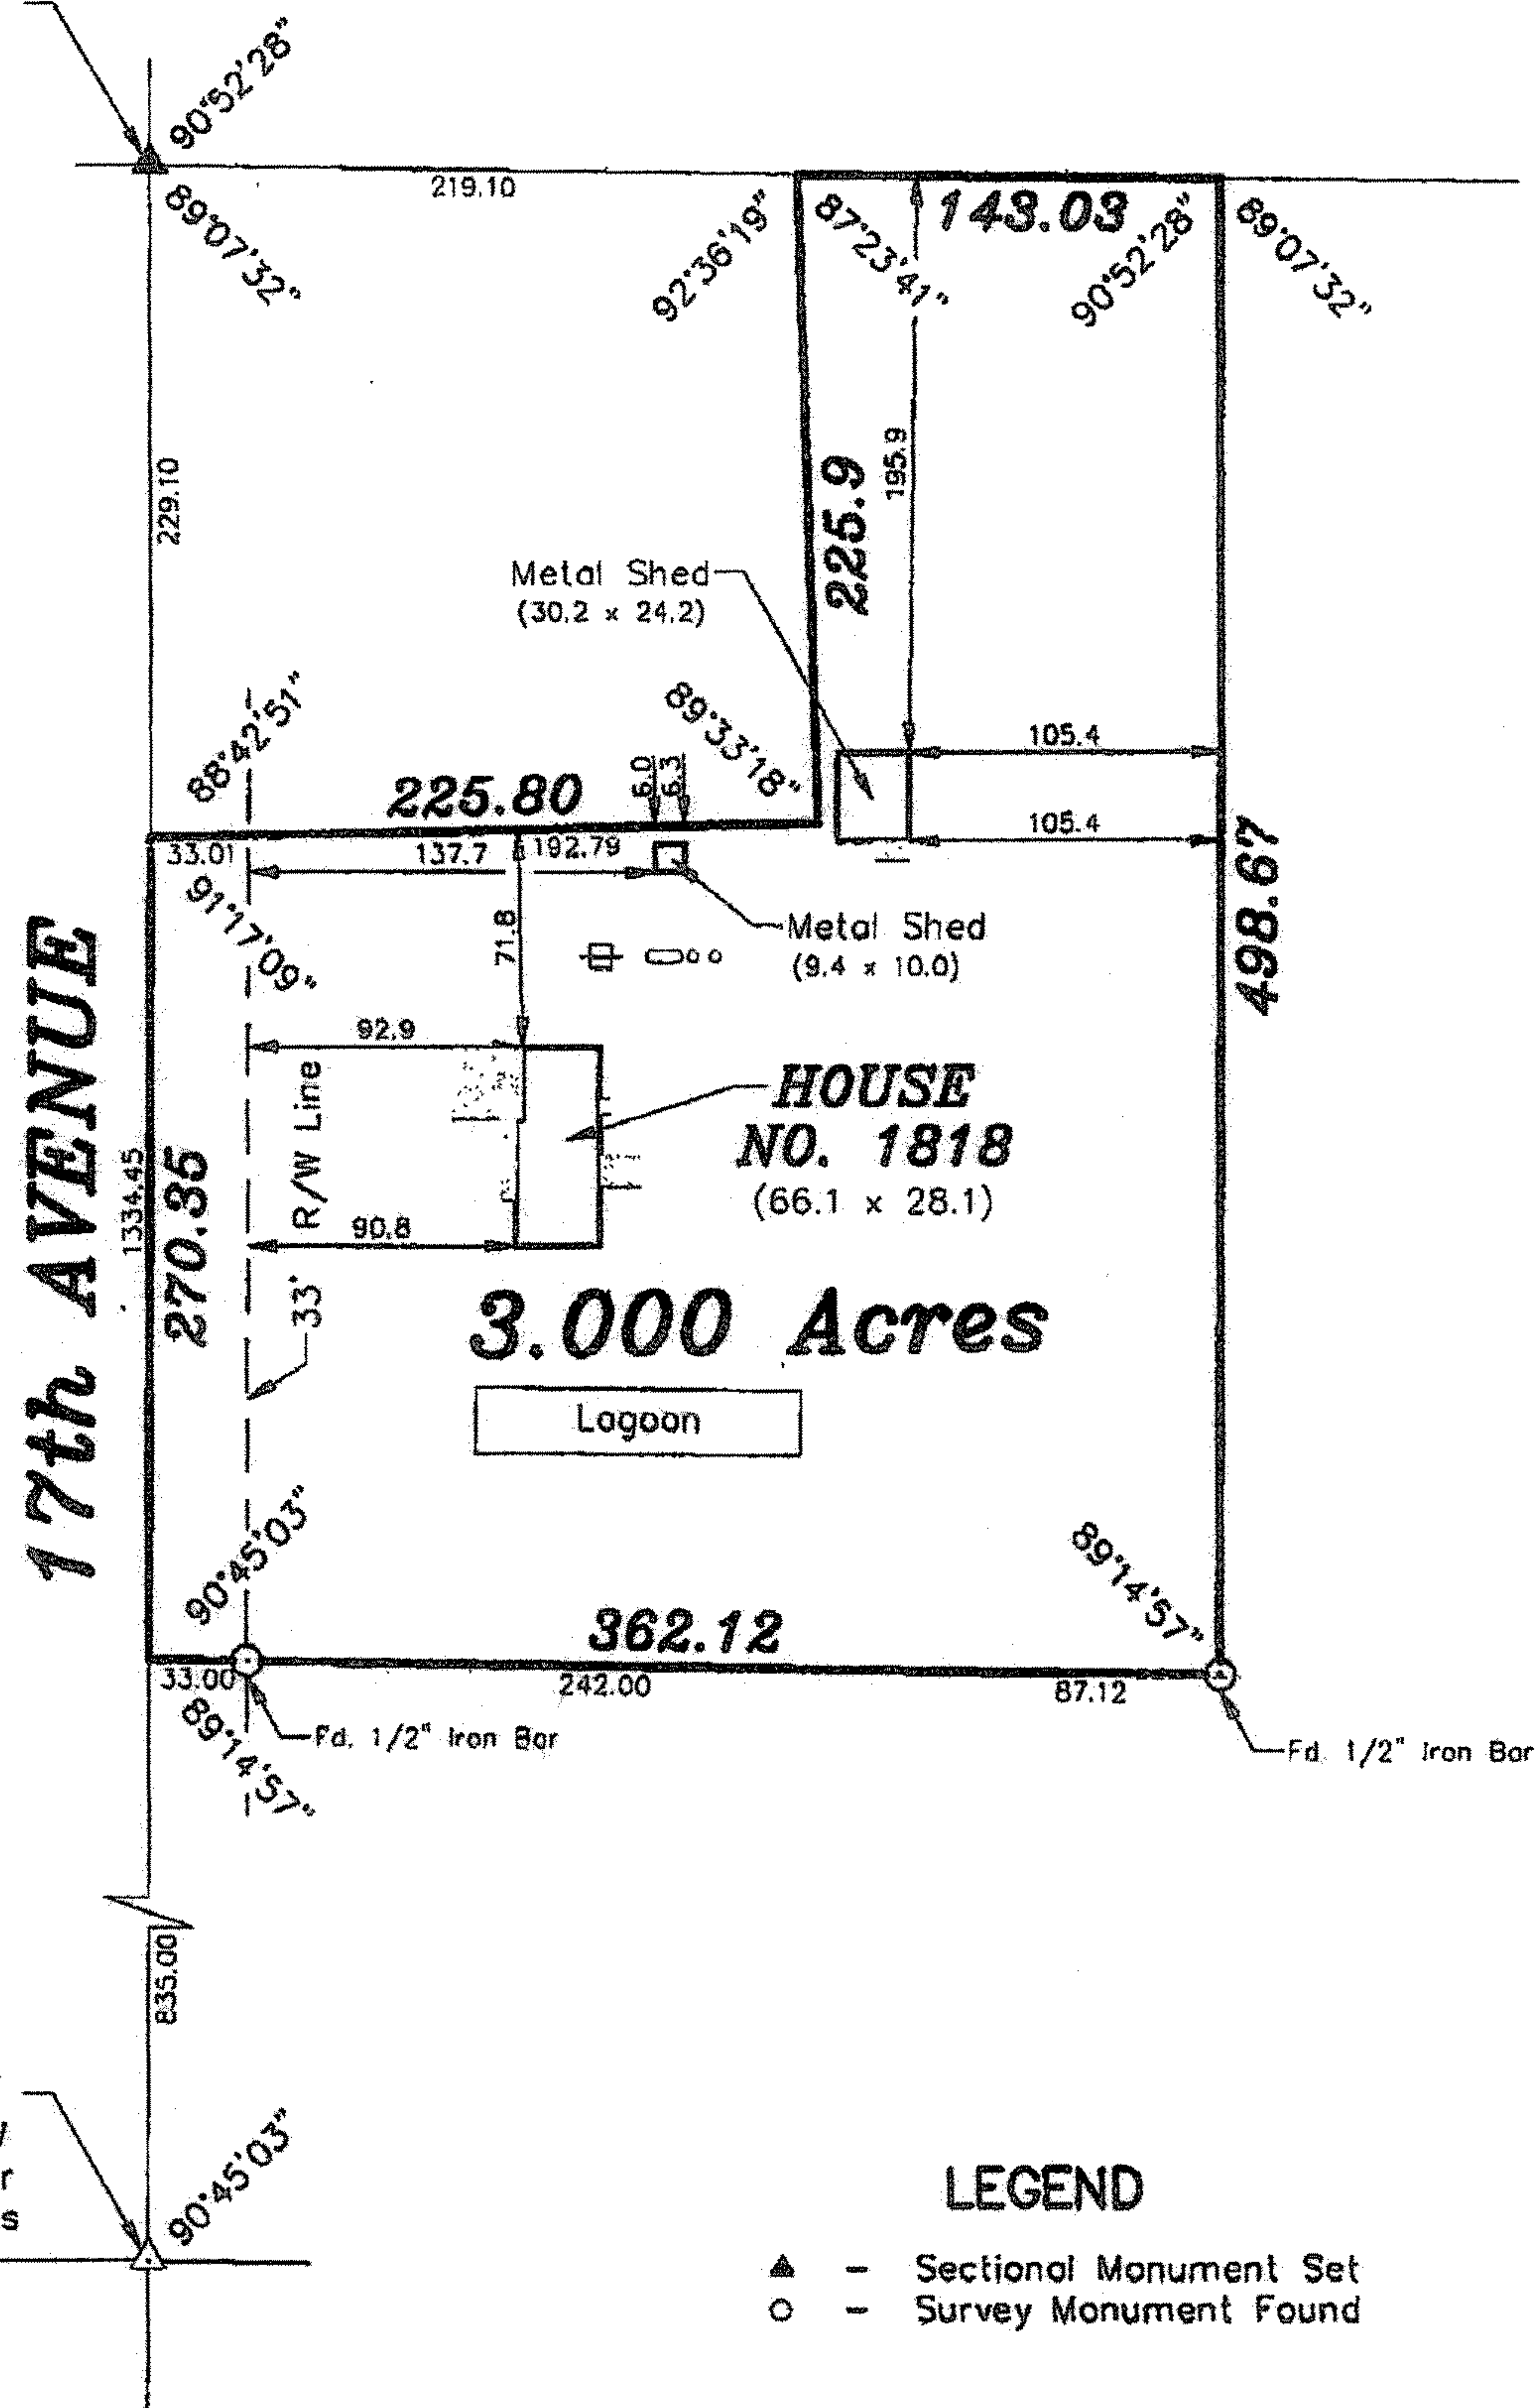 90°52'28"
219.10
89°07'32"
92°36'19"
87°23'41"
143.03
90°52'28"
89°07'32"
229.10
225.9
195.9
Metal Shed
(30.2 x 24.2)
88°42'51"
89°33'18"
6.0
6.3
225.80
105.4
105.4
33.01
137.7
192.79
91°17'09"
71.8
Metal Shed
(9.4 x 10.0)
498.67
17th AVENUE
92.9
R/W Line
HOUSE
NO. 1818
(66.1 x 28.1)
1334.45
270.35
90.8
33'
3.000 Acres
Lagoon
90°45'03"
89°14'57"
362.12
33.00
242.00
87.12
89°14'57"
Fd. 1/2" Iron Bar
Fd. 1/2" Iron Bar
835.00
90°45'03"
r
s
LEGEND
- Sectional Monument Set
- Survey Monument Found